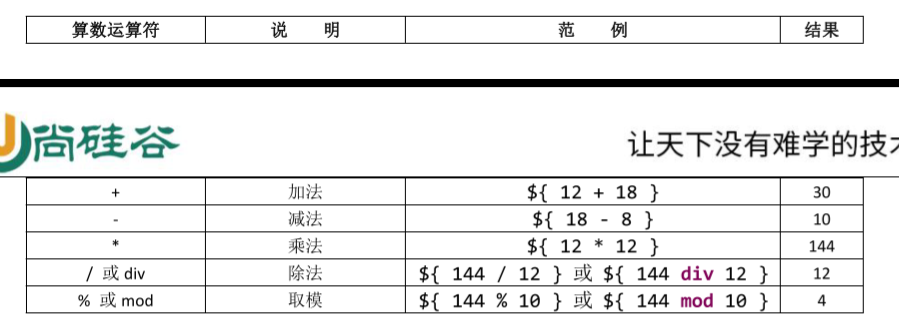 算数运算符 说 明 范 例 结果
尚硅谷
让天下没有难学的技
+ 加法 ${ 12 + 18 } 30
- 减法 ${ 18 - 8 } 10
* 乘法 ${ 12 * 12 } 144
/ 或 div 除法 ${ 144 / 12 } 或 ${ 144 div 12 } 12
% 或 mod 取模 ${ 144 % 10 } 或 ${ 144 mod 10 } 4